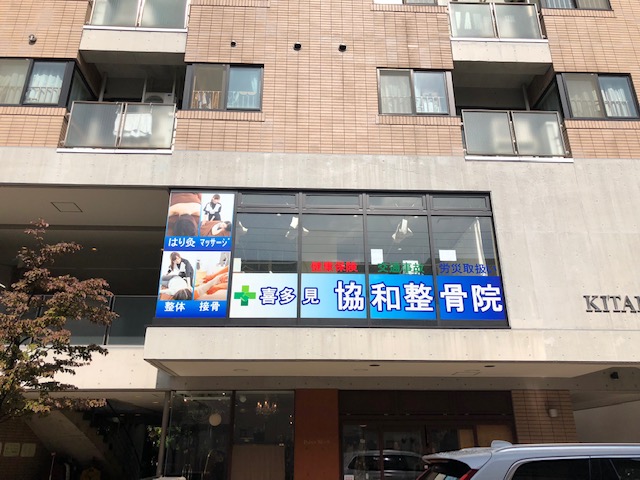 はり灸 マッサージ
整体 接骨
健康保険 交通事故 労災取扱
喜多見 協和整骨院
KITA